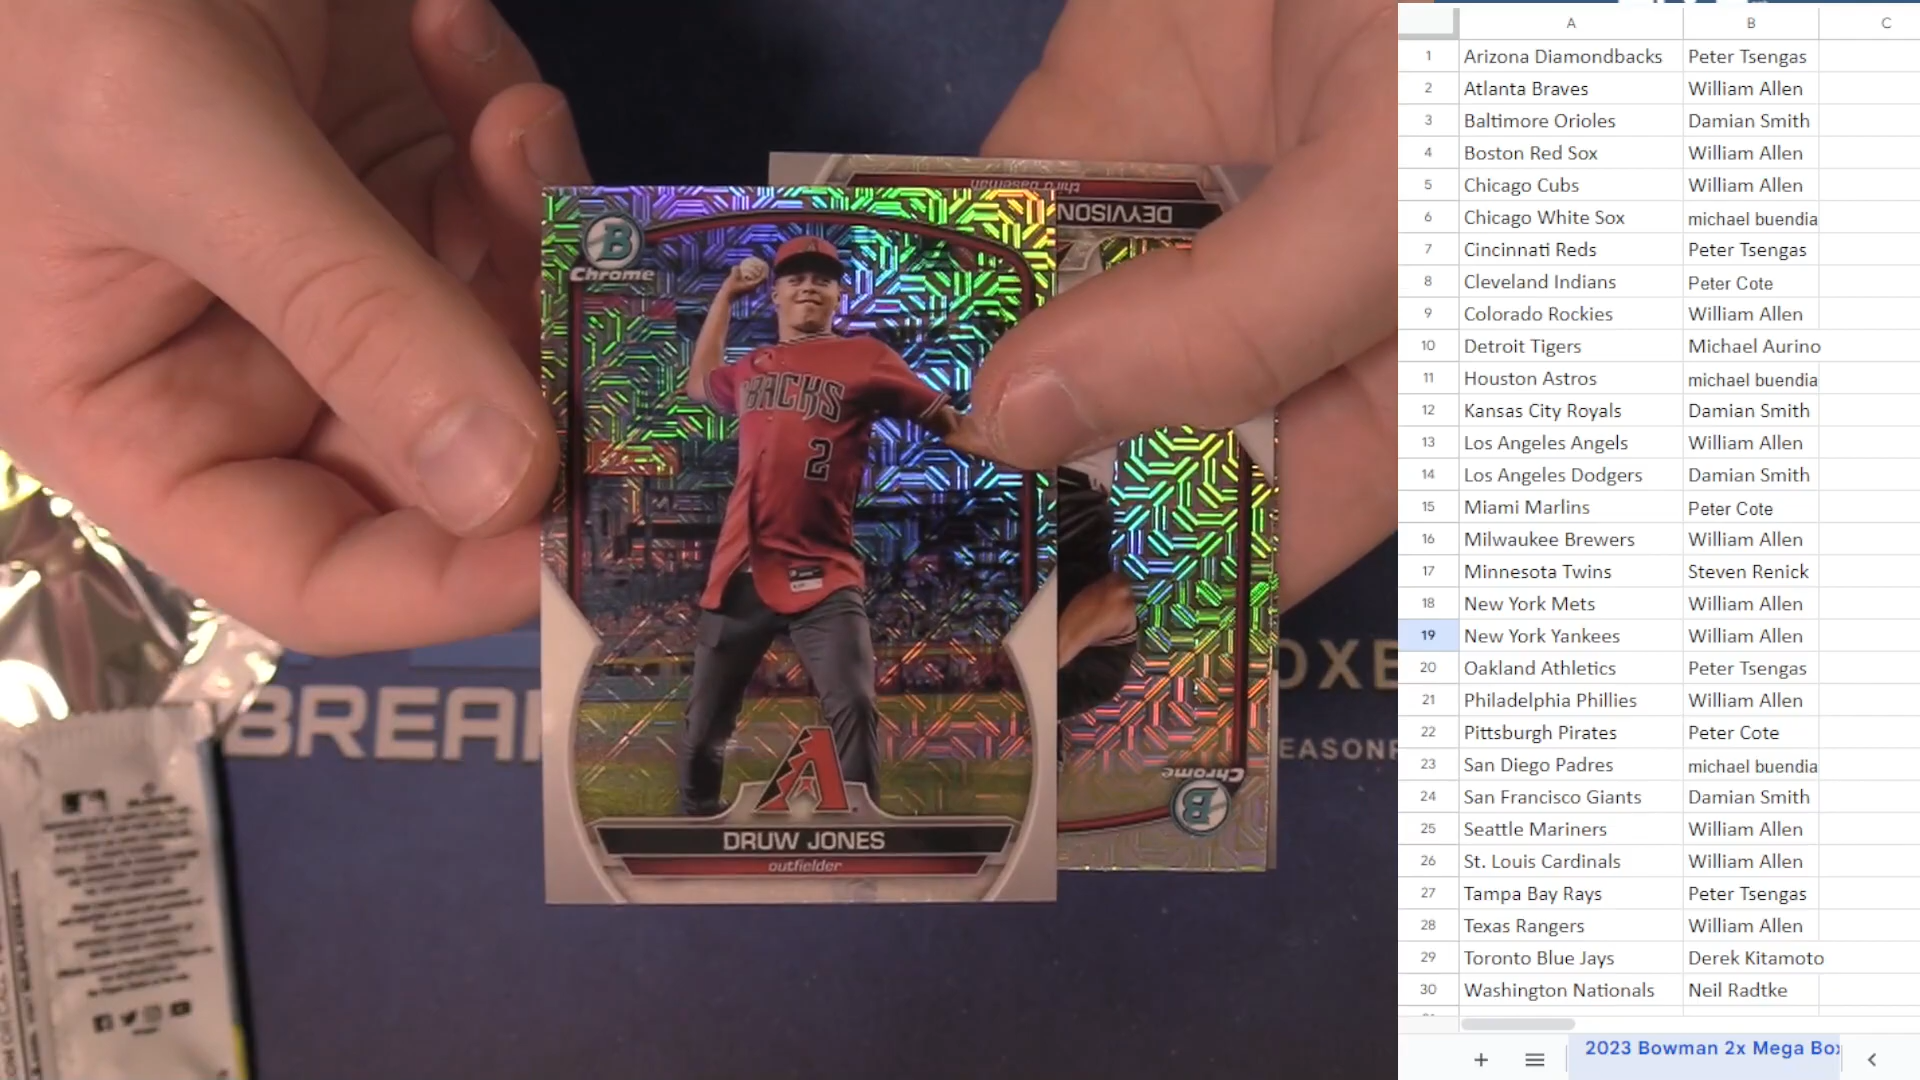 B
Chrome
BACKS
2
A
DRUW JONES
outfielder
third baseman
DEYVISON
Chrome
B
BREA
OXB
EASON
A B C
1 Arizona Diamondbacks Peter Tsengas
2 Atlanta Braves William Allen
3 Baltimore Orioles Damian Smith
4 Boston Red Sox William Allen
5 Chicago Cubs William Allen
6 Chicago White Sox michael buendia
7 Cincinnati Reds Peter Tsengas
8 Cleveland Indians Peter Cote
9 Colorado Rockies William Allen
10 Detroit Tigers Michael Aurino
11 Houston Astros michael buendia
12 Kansas City Royals Damian Smith
13 Los Angeles Angels William Allen
14 Los Angeles Dodgers Damian Smith
15 Miami Marlins Peter Cote
16 Milwaukee Brewers William Allen
17 Minnesota Twins Steven Renick
18 New York Mets William Allen
19 New York Yankees William Allen
20 Oakland Athletics Peter Tsengas
21 Philadelphia Phillies William Allen
22 Pittsburgh Pirates Peter Cote
23 San Diego Padres michael buendia
24 San Francisco Giants Damian Smith
25 Seattle Mariners William Allen
26 St. Louis Cardinals William Allen
27 Tampa Bay Rays Peter Tsengas
28 Texas Rangers William Allen
29 Toronto Blue Jays Derek Kitamoto
30 Washington Nationals Neil Radtke
2023 Bowman 2x Mega Box